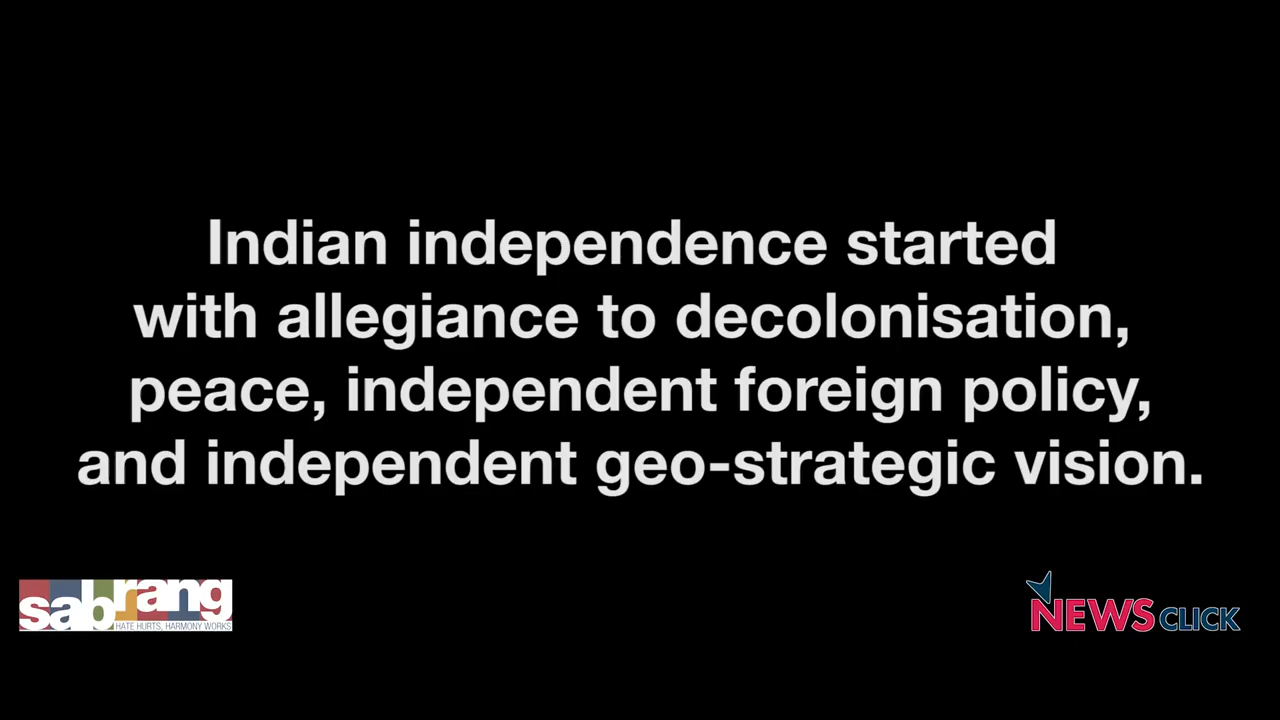 Indian independence started
with allegiance to decolonisation,
peace, independent foreign policy,
and independent geo-strategic vision.
sabrang
HATE HURTS, HARMONY WORKS
NEWSCLICK